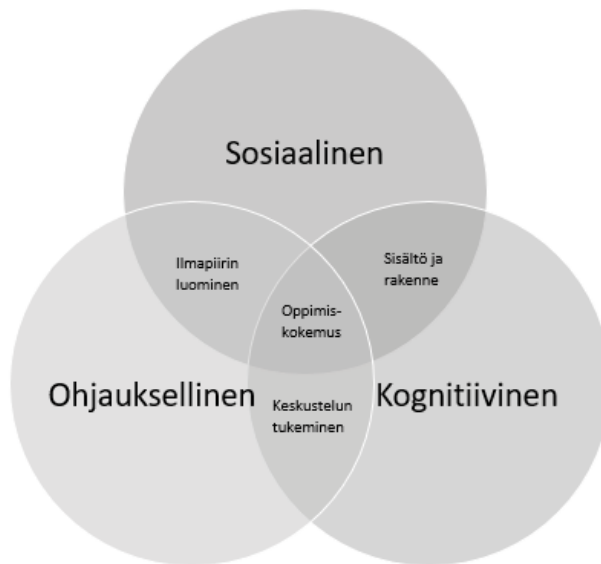 Sosiaalinen
Ilmapiirin
luominen
Sisältö ja
rakenne
Oppimis-
kokemus
Ohjauksellinen
Kognitiivinen
Keskustelun
tukeminen